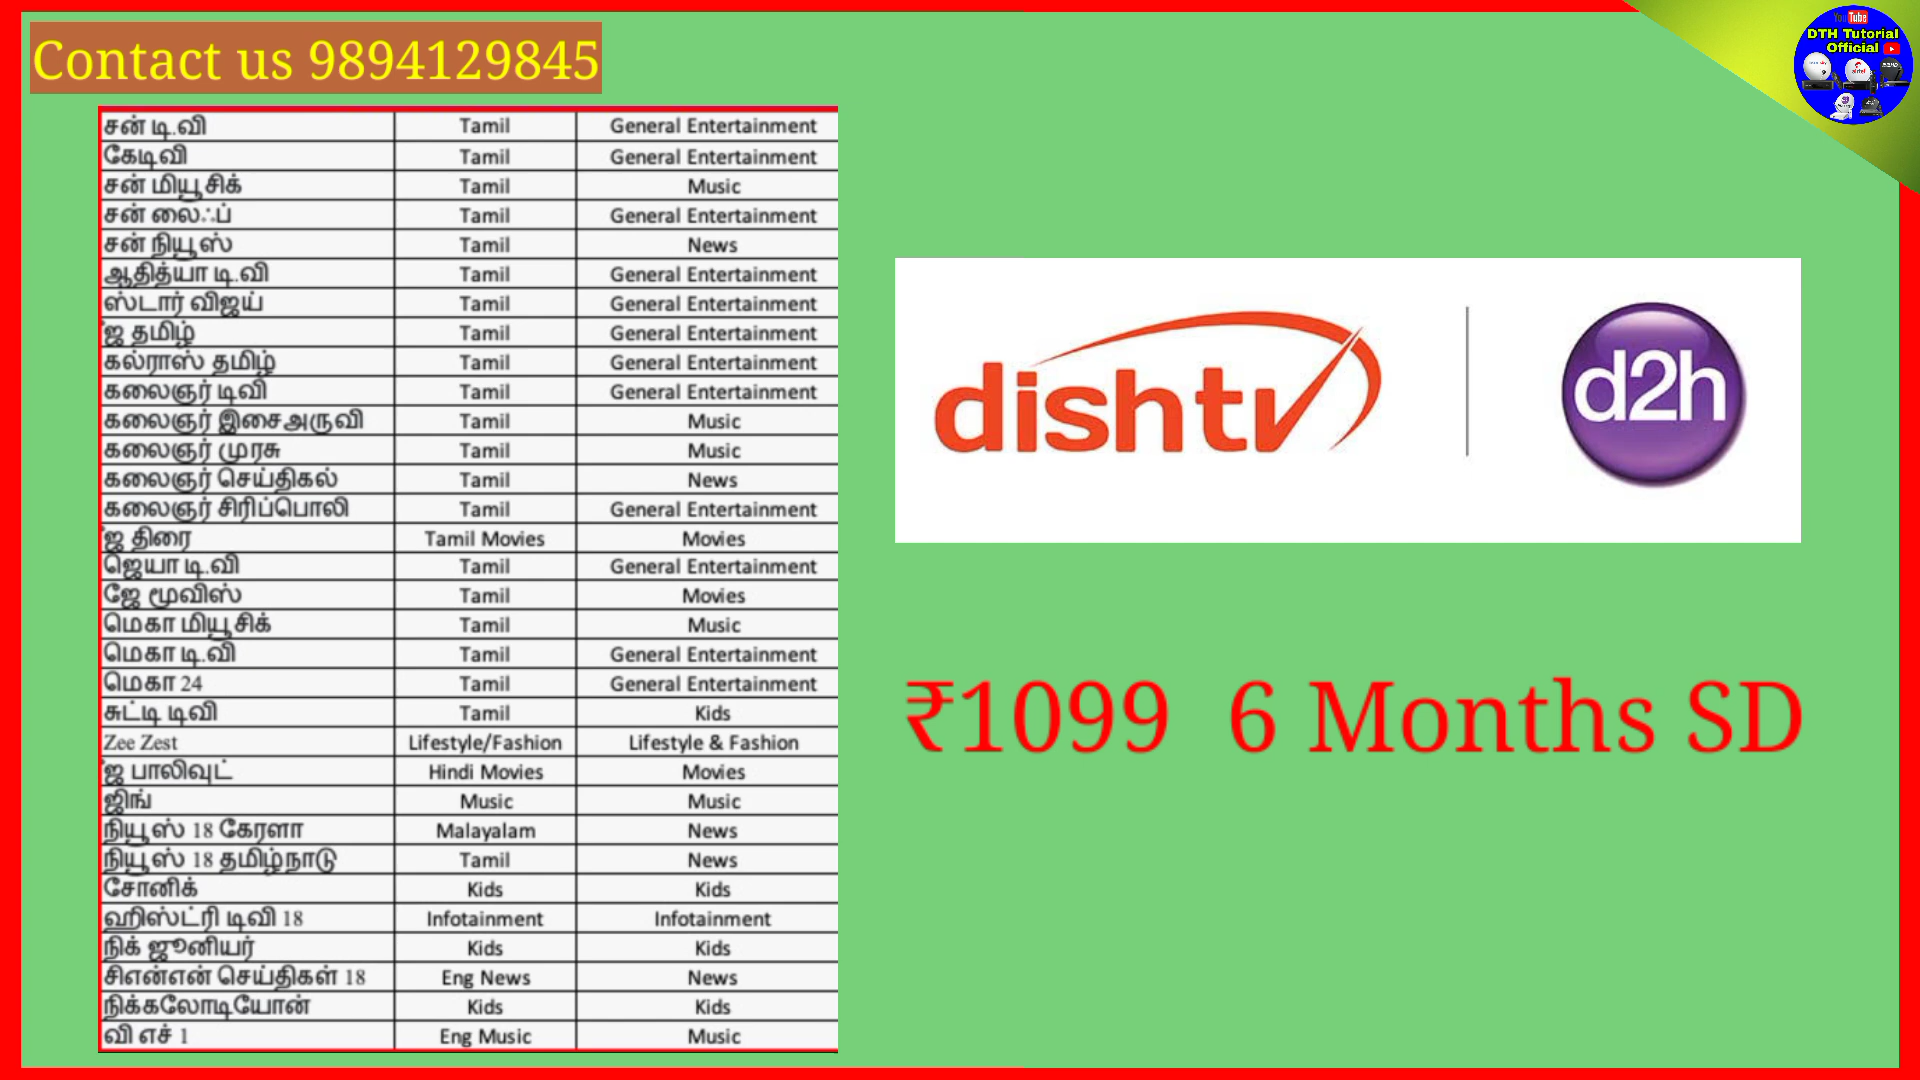 Contact us 9894129845
YouTube
DTH Tutorial
Official
சன் டி.வி Tamil General Entertainment
கேடிவி Tamil General Entertainment
சன் மியூசிக் Tamil Music
சன் லைஃப் Tamil General Entertainment
சன் நியூஸ் Tamil News
ஆதித்யா டி.வி Tamil General Entertainment
ஸ்டார் விஜய் Tamil General Entertainment
ஜீ தமிழ் Tamil General Entertainment
கல்ராஸ் தமிழ் Tamil General Entertainment
கலைஞர் டிவி Tamil General Entertainment
கலைஞர் இசைஅருவி Tamil Music
கலைஞர் முரசு Tamil Music
கலைஞர் செய்திகல் Tamil News
கலைஞர் சிரிப்பொலி Tamil General Entertainment
ஜீ திரை Tamil Movies Movies
ஜெயா டி.வி Tamil General Entertainment
ஜே மூவிஸ் Tamil Movies
மெகா மியூசிக் Tamil Music
மெகா டி.வி Tamil General Entertainment
மெகா 24 Tamil General Entertainment
சுட்டி டிவி Tamil Kids
Zee Zest Lifestyle/Fashion Lifestyle & Fashion
ஜீ பாலிவுட் Hindi Movies Movies
ஜிங் Music Music
நியூஸ் 18 கேரளா Malayalam News
நியூஸ் 18 தமிழ்நாடு Tamil News
சோனிக் Kids Kids
ஹிஸ்ட்ரி டிவி 18 Infotainment Infotainment
நிக் ஜூனியர் Kids Kids
சிஎன்என் செய்திகள் 18 Eng News News
நிக்கலோடியோன் Kids Kids
வி எச் 1 Eng Music Music
dishtv d2h
₹1099 6 Months SD